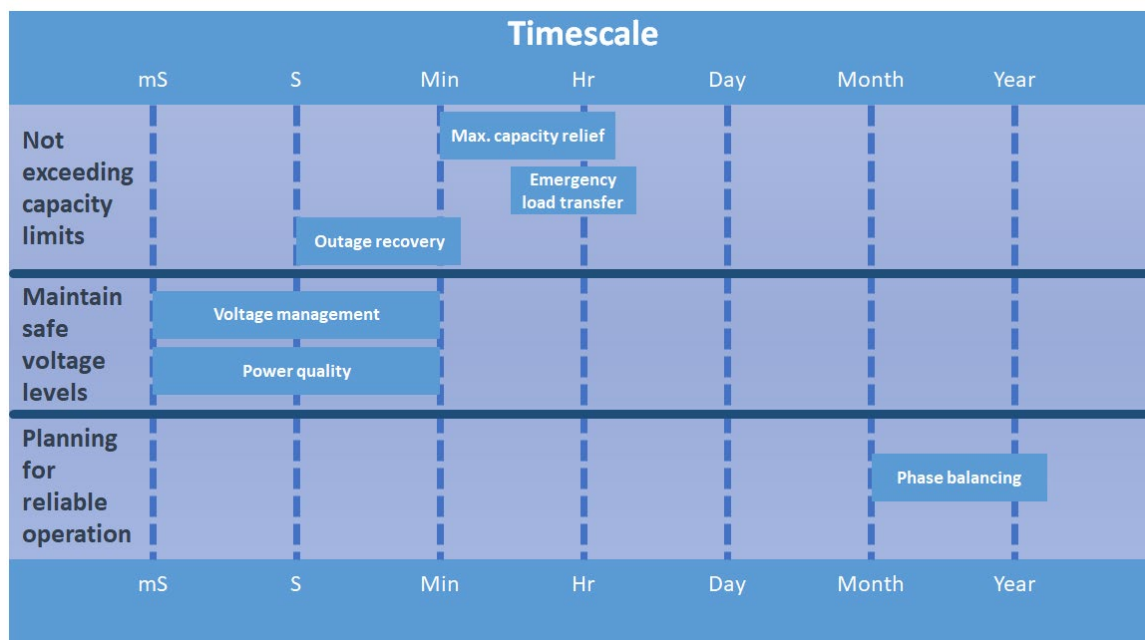 Timescale
mS S Min Hr Day Month Year
Not
exceeding
capacity
limits
Max. capacity relief
Emergency
load transfer
Outage recovery
Maintain
safe
voltage
levels
Voltage management
Power quality
Planning
for
reliable
operation
Phase balancing
mS S Min Hr Day Month Year